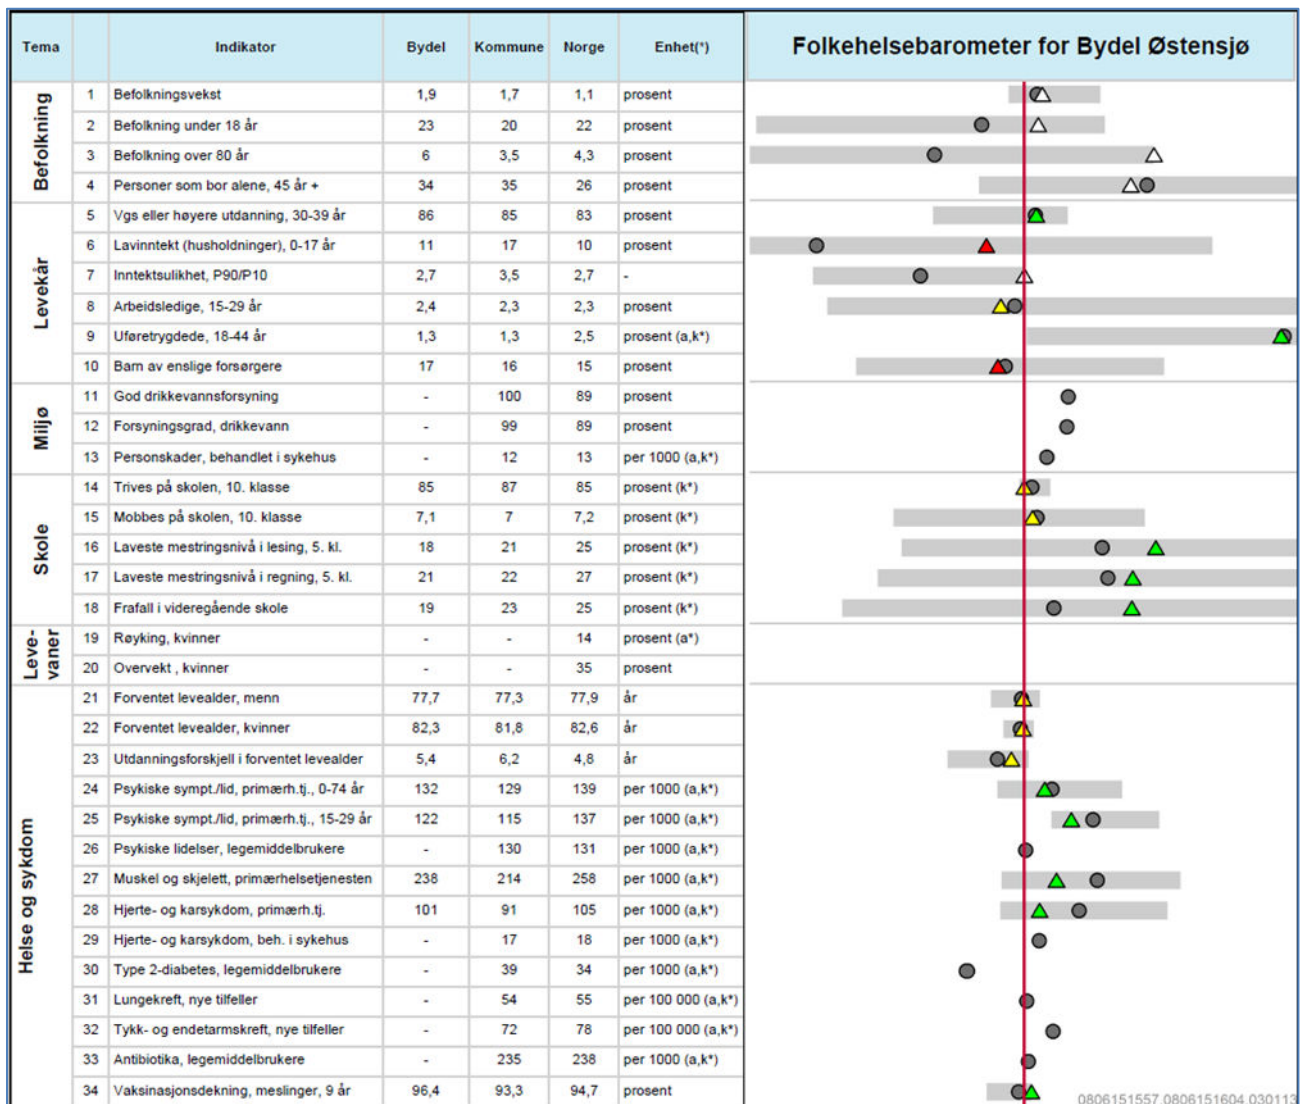 Tema Indikator Bydel Kommune Norge Enhet(*) Folkehelsebarometer for Bydel Østensjø
Befolkning
1 Befolkningsvekst 1,9 1,7 1,1 prosent
2 Befolkning under 18 år 23 20 22 prosent
3 Befolkning over 80 år 6 3,5 4,3 prosent
4 Personer som bor alene, 45 år + 34 35 26 prosent
Levekår
5 Vgs eller høyere utdanning, 30-39 år 86 85 83 prosent
6 Lavinntekt (husholdninger), 0-17 år 11 17 10 prosent
7 Inntektsulikhet, P90/P10 2,7 3,5 2,7 -
8 Arbeidsledige, 15-29 år 2,4 2,3 2,3 prosent
9 Uføretrygdede, 18-44 år 1,3 1,3 2,5 prosent (a,k*)
10 Barn av enslige forsørgere 17 16 15 prosent
Miljø
11 God drikkevannsforsyning - 100 89 prosent
12 Forsyningsgrad, drikkevann - 99 89 prosent
13 Personskader, behandlet i sykehus - 12 13 per 1000 (a,k*)
Skole
14 Trives på skolen, 10. klasse 85 87 85 prosent (k*)
15 Mobbes på skolen, 10. klasse 7,1 7 7,2 prosent (k*)
16 Laveste mestringsnivå i lesing, 5. kl. 18 21 25 prosent (k*)
17 Laveste mestringsnivå i regning, 5. kl. 21 22 27 prosent (k*)
18 Frafall i videregående skole 19 23 25 prosent (k*)
Leve-
vaner
19 Røyking, kvinner - - 14 prosent (a*)
20 Overvekt , kvinner - - 35 prosent
Helse og sykdom
21 Forventet levealder, menn 77,7 77,3 77,9 år
22 Forventet levealder, kvinner 82,3 81,8 82,6 år
23 Utdanningsforskjell i forventet levealder 5,4 6,2 4,8 år
24 Psykiske sympt./lid, primærh.tj., 0-74 år 132 129 139 per 1000 (a,k*)
25 Psykiske sympt./lid, primærh.tj., 15-29 år 122 115 137 per 1000 (a,k*)
26 Psykiske lidelser, legemiddelbrukere - 130 131 per 1000 (a,k*)
27 Muskel og skjelett, primærhelsetjenesten 238 214 258 per 1000 (a,k*)
28 Hjerte- og karsykdom, primærh.tj. 101 91 105 per 1000 (a,k*)
29 Hjerte- og karsykdom, beh. i sykehus - 17 18 per 1000 (a,k*)
30 Type 2-diabetes, legemiddelbrukere - 39 34 per 1000 (a,k*)
31 Lungekreft, nye tilfeller - 54 55 per 100 000 (a,k*)
32 Tykk- og endetarmskreft, nye tilfeller - 72 78 per 100 000 (a,k*)
33 Antibiotika, legemiddelbrukere - 235 238 per 1000 (a,k*)
34 Vaksinasjonsdekning, meslinger, 9 år 96,4 93,3 94,7 prosent
0806151557.0806151604.030113